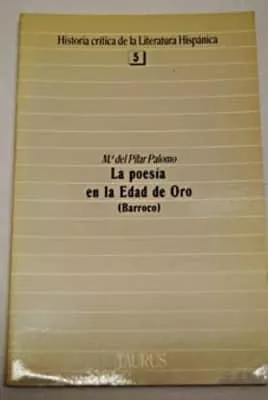 Historia crítica de la Literatura Hispánica
5
M.ª del Pilar Palomo
La poesía
en la Edad de Oro
(Barroco)
TAURUS